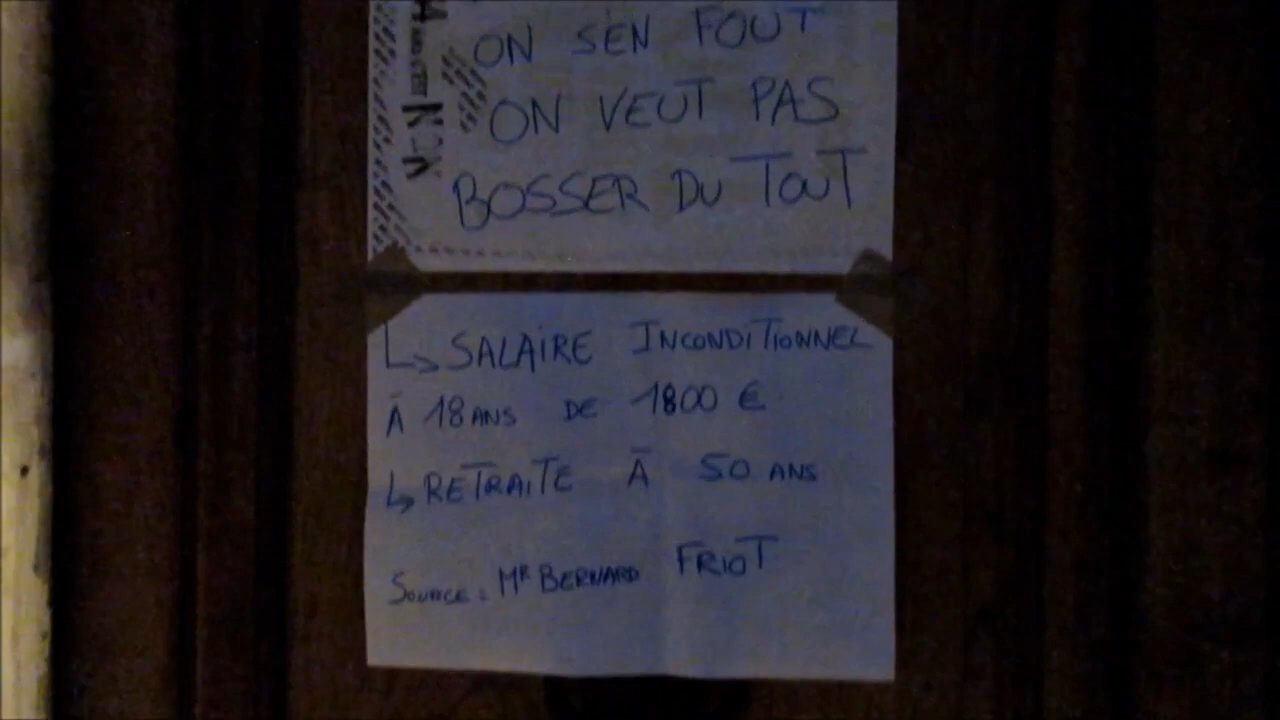 ON S'EN FOUT
ON VEUT PAS
BOSSER DU TOUT
↳ SALAIRE INCONDITIONNEL
À 18 ANS DE 1800 €
↳ RETRAITE À 50 ANS
SOURCE : MR BERNARD FRIOT